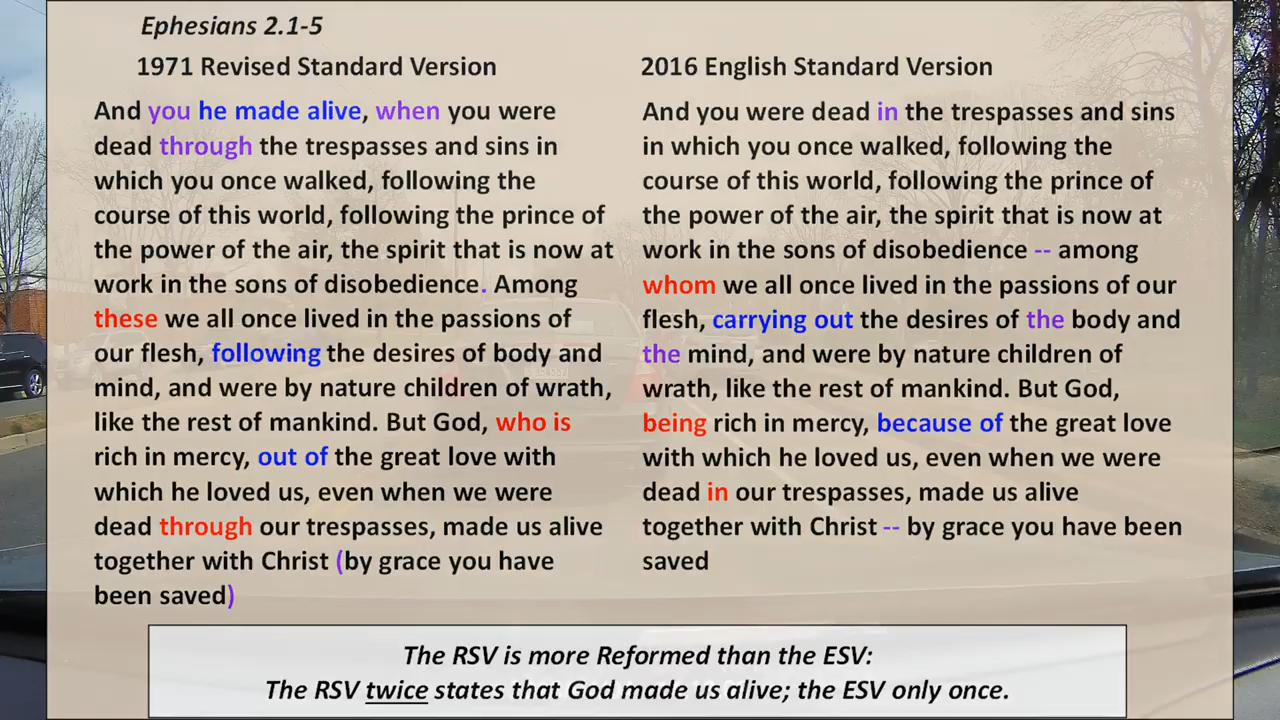 Ephesians 2.1-5
1971 Revised Standard Version
And you he made alive, when you were
dead through the trespasses and sins in
which you once walked, following the
course of this world, following the prince of
the power of the air, the spirit that is now at
work in the sons of disobedience. Among
these we all once lived in the passions of
our flesh, following the desires of body and
mind, and were by nature children of wrath,
like the rest of mankind. But God, who is
rich in mercy, out of the great love with
which he loved us, even when we were
dead through our trespasses, made us alive
together with Christ (by grace you have
been saved)
2016 English Standard Version
And you were dead in the trespasses and sins
in which you once walked, following the
course of this world, following the prince of
the power of the air, the spirit that is now at
work in the sons of disobedience -- among
whom we all once lived in the passions of our
flesh, carrying out the desires of the body and
the mind, and were by nature children of
wrath, like the rest of mankind. But God,
being rich in mercy, because of the great love
with which he loved us, even when we were
dead in our trespasses, made us alive
together with Christ -- by grace you have been
saved
The RSV is more Reformed than the ESV:
The RSV twice states that God made us alive; the ESV only once.